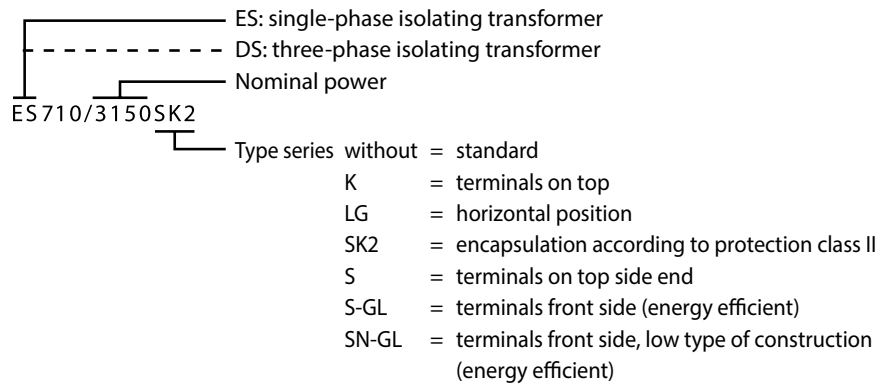 ES: single-phase isolating transformer
DS: three-phase isolating transformer
Nominal power
ES710/3150SK2
Type series without = standard
K = terminals on top
LG = horizontal position
SK2 = encapsulation according to protection class II
S = terminals on top side end
S-GL = terminals front side (energy efficient)
SN-GL = terminals front side, low type of construction
(energy efficient)